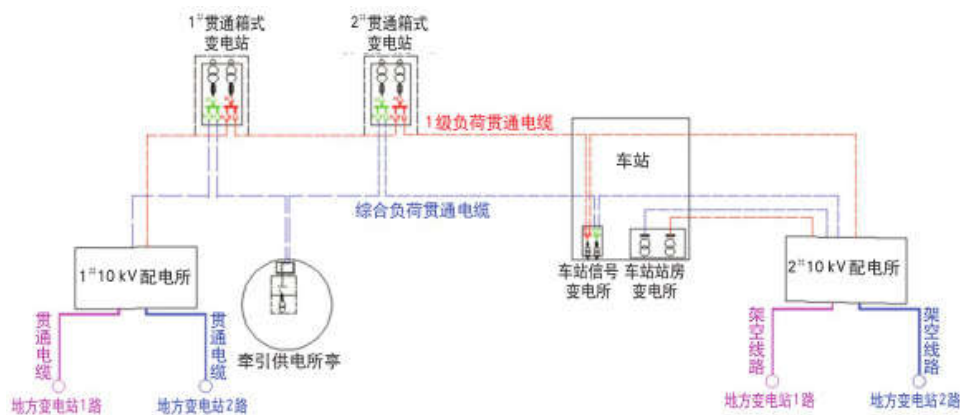 1#贯通箱式
变电站
2#贯通箱式
变电站
1级负荷贯通电缆
车站
综合负荷贯通电缆
1#10 kV配电所
牵引供电所亭
车站信号
变电所
车站站房
变电所
2#10 kV配电所
贯通电缆
贯通电缆
架空线路
架空线路
地方变电站1路
地方变电站2路
地方变电站1路
地方变电站2路